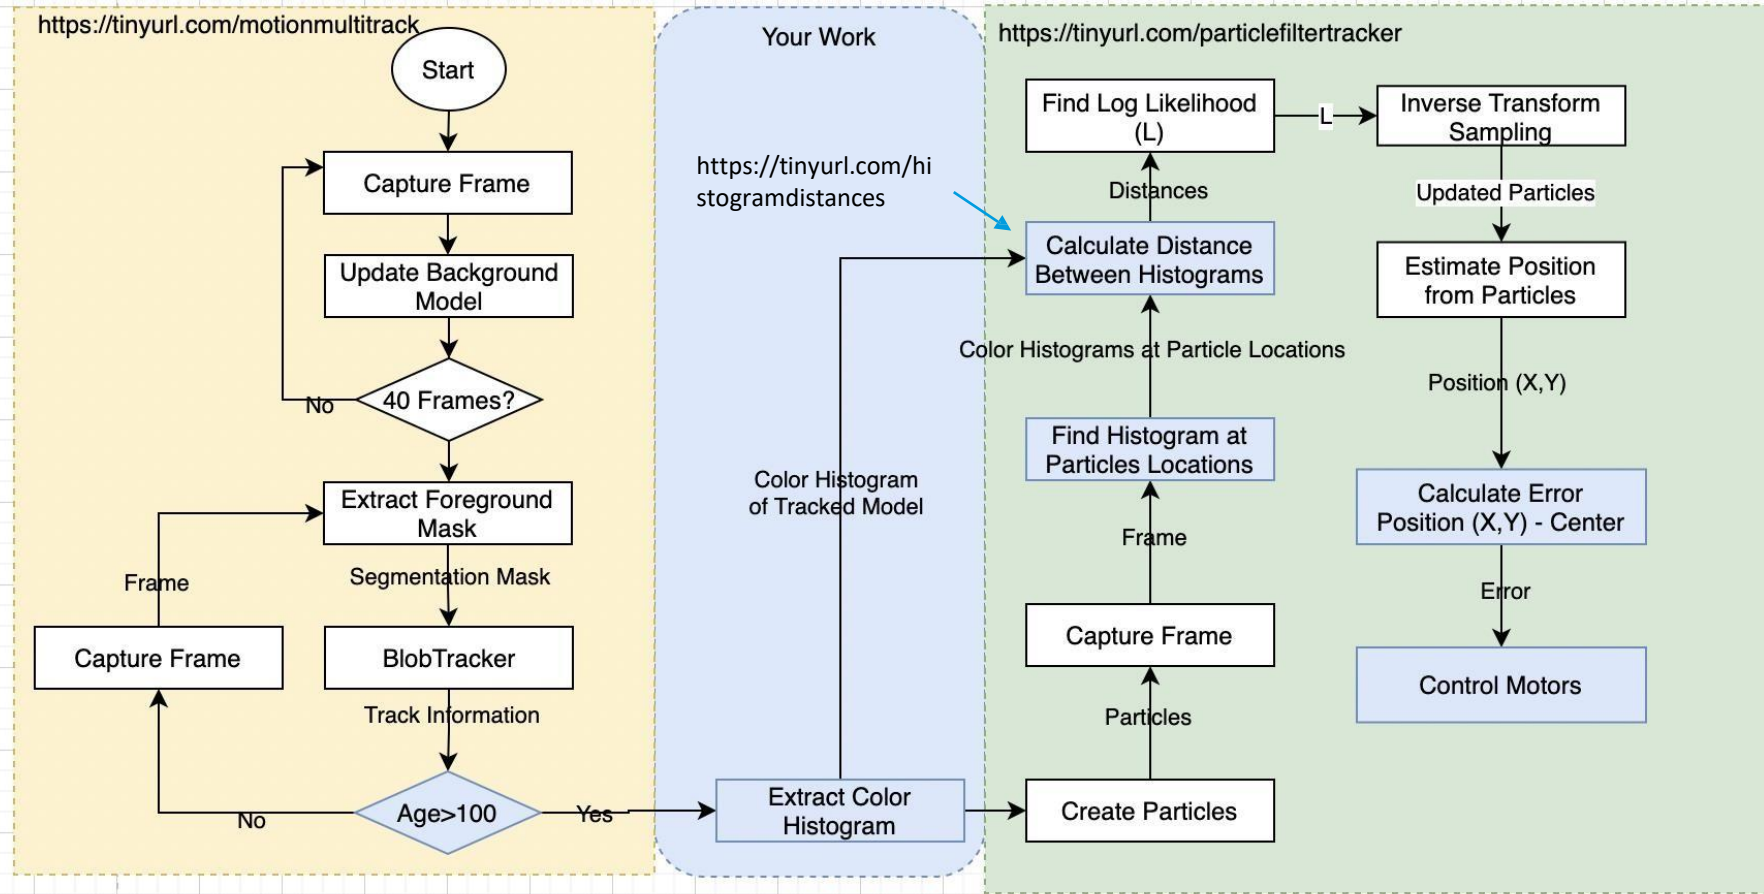 https://tinyurl.com/motionmultitrack
Start
Capture Frame
Update Background
Model
40 Frames?
No
Extract Foreground
Mask
Frame
Segmentation Mask
Capture Frame
BlobTracker
Track Information
Age>100
No
Yes
Your Work
https://tinyurl.com/hi
stogramdistances
Color Histogram
of Tracked Model
Extract Color
Histogram
https://tinyurl.com/particlefiltertracker
Find Log Likelihood
(L)
L
Inverse Transform
Sampling
Distances
Updated Particles
Calculate Distance
Between Histograms
Estimate Position
from Particles
Color Histograms at Particle Locations
Position (X,Y)
Find Histogram at
Particles Locations
Calculate Error
Position (X,Y) - Center
Frame
Error
Capture Frame
Control Motors
Particles
Create Particles